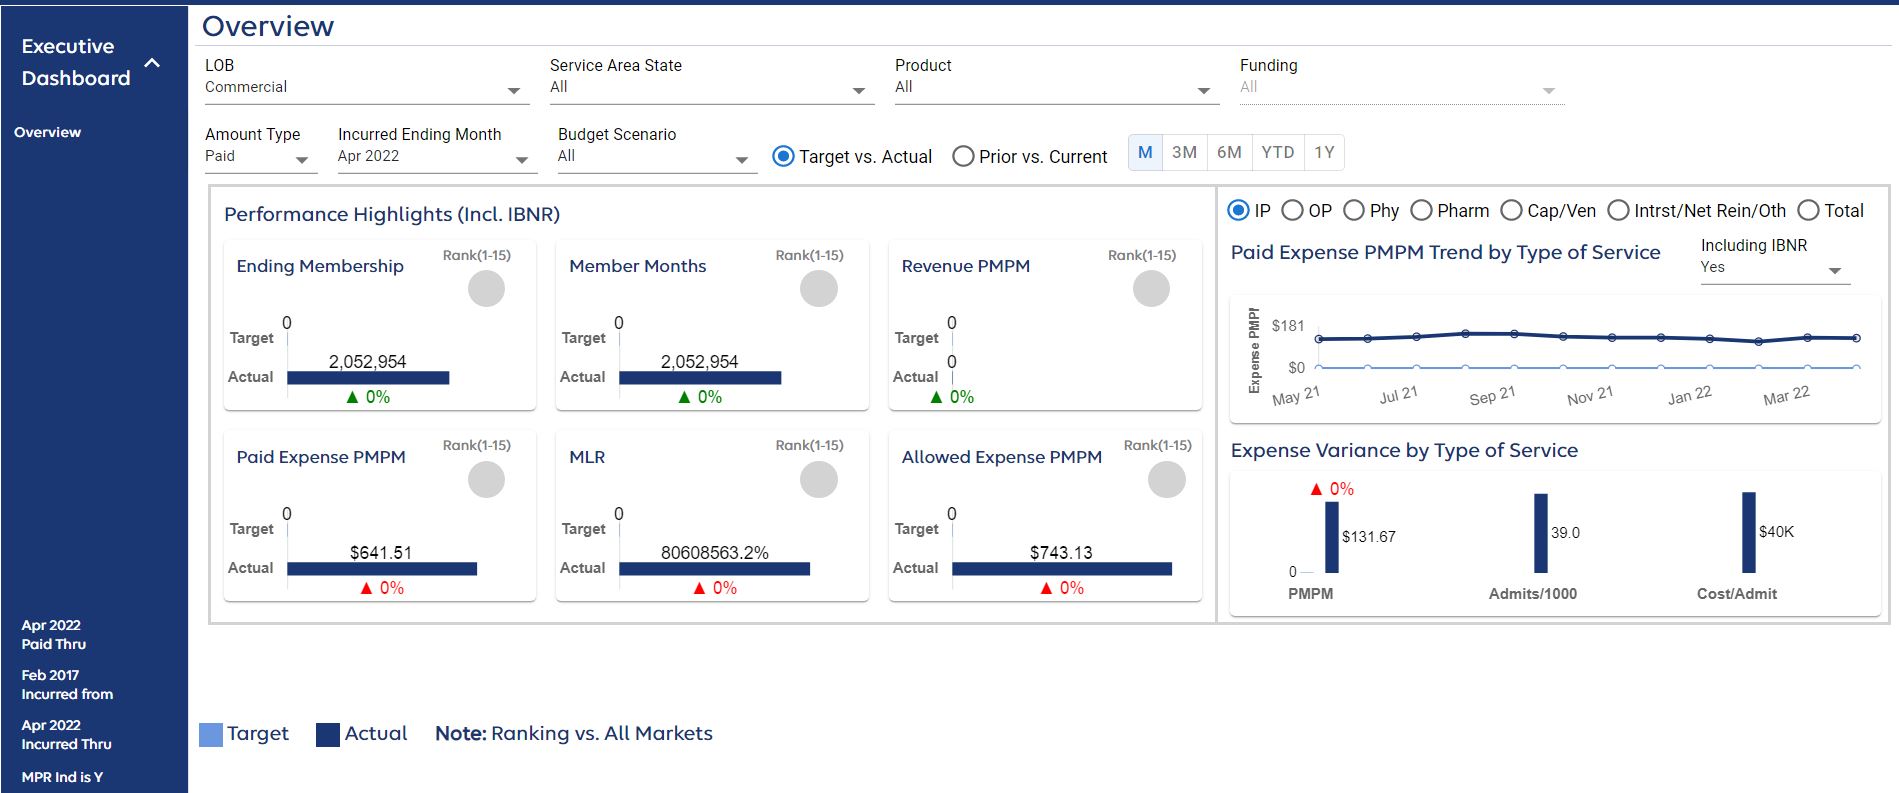 Executive
Dashboard
Overview
Apr 2022
Paid Thru
Feb 2017
Incurred from
Apr 2022
Incurred Thru
MPR Ind is Y
Overview
LOB
Commercial
Service Area State
All
Product
All
Funding
All
Amount Type
Paid
Incurred Ending Month
Apr 2022
Budget Scenario
All
Target vs. Actual
Prior vs. Current
M 3M 6M YTD 1Y
Performance Highlights (Incl. IBNR)
Ending Membership
Rank(1-15)
0
Target
2,052,954
Actual
▲ 0%
Member Months
Rank(1-15)
0
Target
2,052,954
Actual
▲ 0%
Revenue PMPM
Rank(1-15)
0
Target
0
Actual
▲ 0%
Paid Expense PMPM
Rank(1-15)
0
Target
$641.51
Actual
▲ 0%
MLR
Rank(1-15)
0
Target
80608563.2%
Actual
▲ 0%
Allowed Expense PMPM
Rank(1-15)
0
Target
$743.13
Actual
▲ 0%
IP OP Phy Pharm Cap/Ven Intrst/Net Rein/Oth Total
Paid Expense PMPM Trend by Type of Service
Including IBNR
Yes
Expense PMPM
$181
$0
May 21 Jul 21 Sep 21 Nov 21 Jan 22 Mar 22
Expense Variance by Type of Service
▲ 0%
$131.67
0
PMPM
39.0
Admits/1000
$40K
Cost/Admit
Target Actual Note: Ranking vs. All Markets